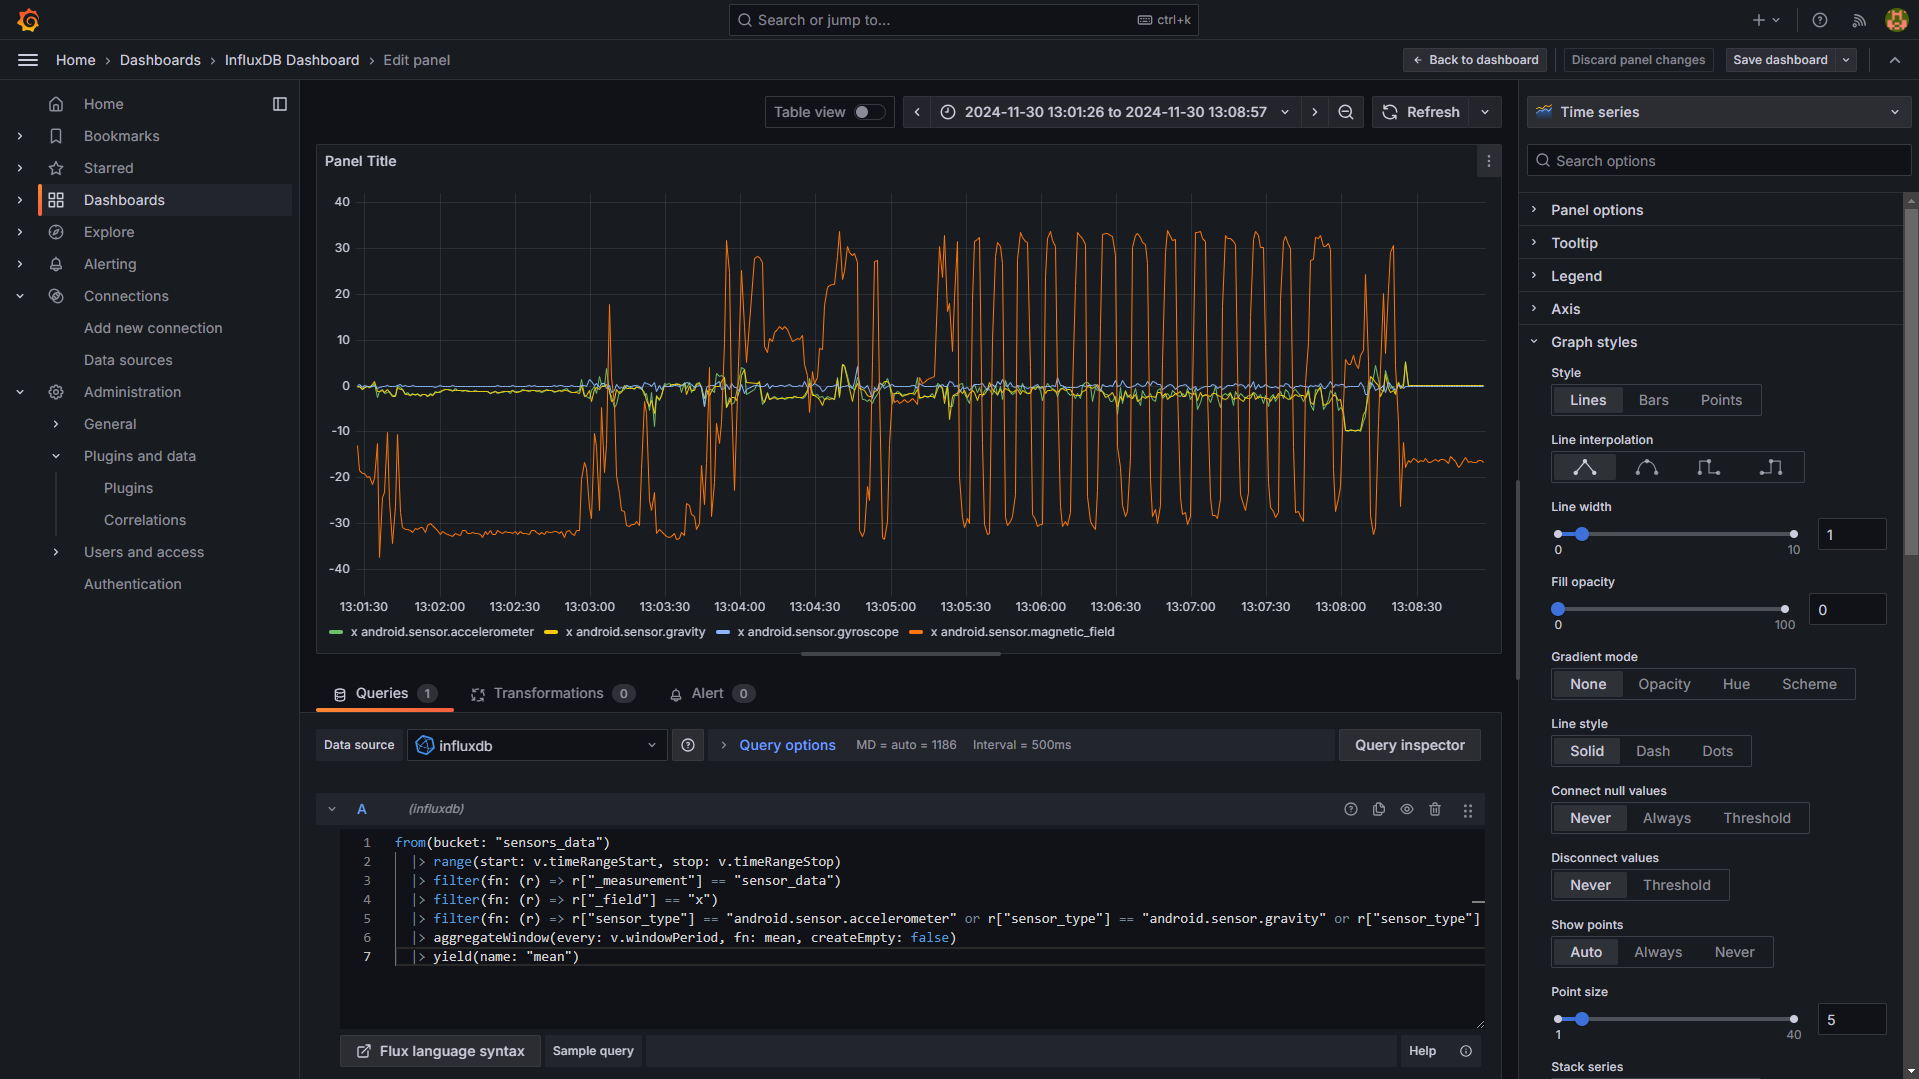 Search or jump to...
ctrl+k
Home
Dashboards
InfluxDB Dashboard
Edit panel
Back to dashboard
Discard panel changes
Save dashboard
Home
Bookmarks
Starred
Dashboards
Explore
Alerting
Connections
Add new connection
Data sources
Administration
General
Plugins and data
Plugins
Correlations
Users and access
Authentication
Table view
2024-11-30 13:01:26 to 2024-11-30 13:08:57
Refresh
Panel Title
40
30
20
10
0
-10
-20
-30
-40
13:01:30
13:02:00
13:02:30
13:03:00
13:03:30
13:04:00
13:04:30
13:05:00
13:05:30
13:06:00
13:06:30
13:07:00
13:07:30
13:08:00
13:08:30
x android.sensor.accelerometer
x android.sensor.gravity
x android.sensor.gyroscope
x android.sensor.magnetic_field
Queries 1
Transformations 0
Alert 0
Data source
influxdb
Query options
MD = auto = 1186
Interval = 500ms
Query inspector
A
(influxdb)
1 from(bucket: "sensors_data")
2 |> range(start: v.timeRangeStart, stop: v.timeRangeStop)
3 |> filter(fn: (r) => r["_measurement"] == "sensor_data")
4 |> filter(fn: (r) => r["_field"] == "x")
5 |> filter(fn: (r) => r["sensor_type"] == "android.sensor.accelerometer" or r["sensor_type"] == "android.sensor.gravity" or r["sensor_type"]
6 |> aggregateWindow(every: v.windowPeriod, fn: mean, createEmpty: false)
7 |> yield(name: "mean")
Flux language syntax
Sample query
Help
Time series
Search options
Panel options
Tooltip
Legend
Axis
Graph styles
Style
Lines
Bars
Points
Line interpolation
Line width
0
10
1
Fill opacity
0
100
0
Gradient mode
None
Opacity
Hue
Scheme
Line style
Solid
Dash
Dots
Connect null values
Never
Always
Threshold
Disconnect values
Never
Threshold
Show points
Auto
Always
Never
Point size
1
40
5
Stack series